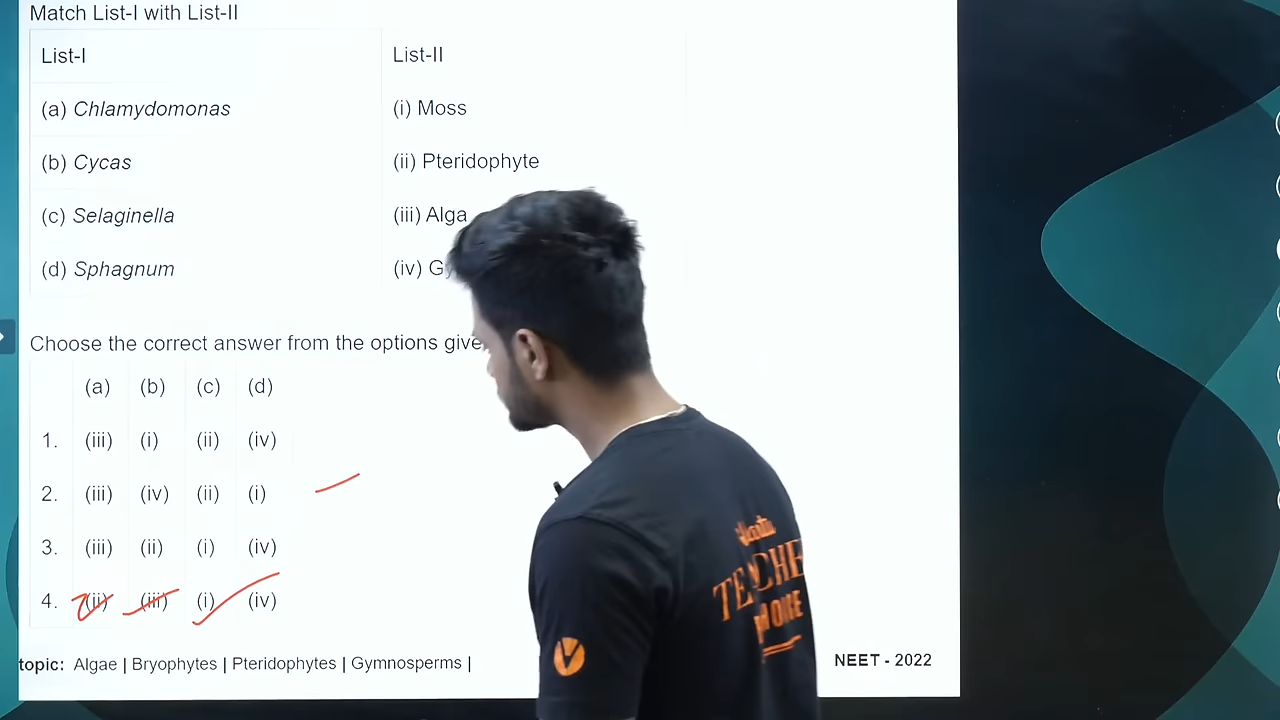 Match List-I with List-II
List-I List-II
(a) Chlamydomonas (i) Moss
(b) Cycas (ii) Pteridophyte
(c) Selaginella (iii) Alga
(d) Sphagnum (iv)
Choose the correct answer from the options
(a) (b) (c) (d)
1. (iii) (i) (ii) (iv)
2. (iii) (iv) (ii) (i)
3. (iii) (ii) (i) (iv)
4. (ii) (iii) (i) (iv)
topic: Algae | Bryophytes | Pteridophytes | Gymnosperms |
NEET - 2022